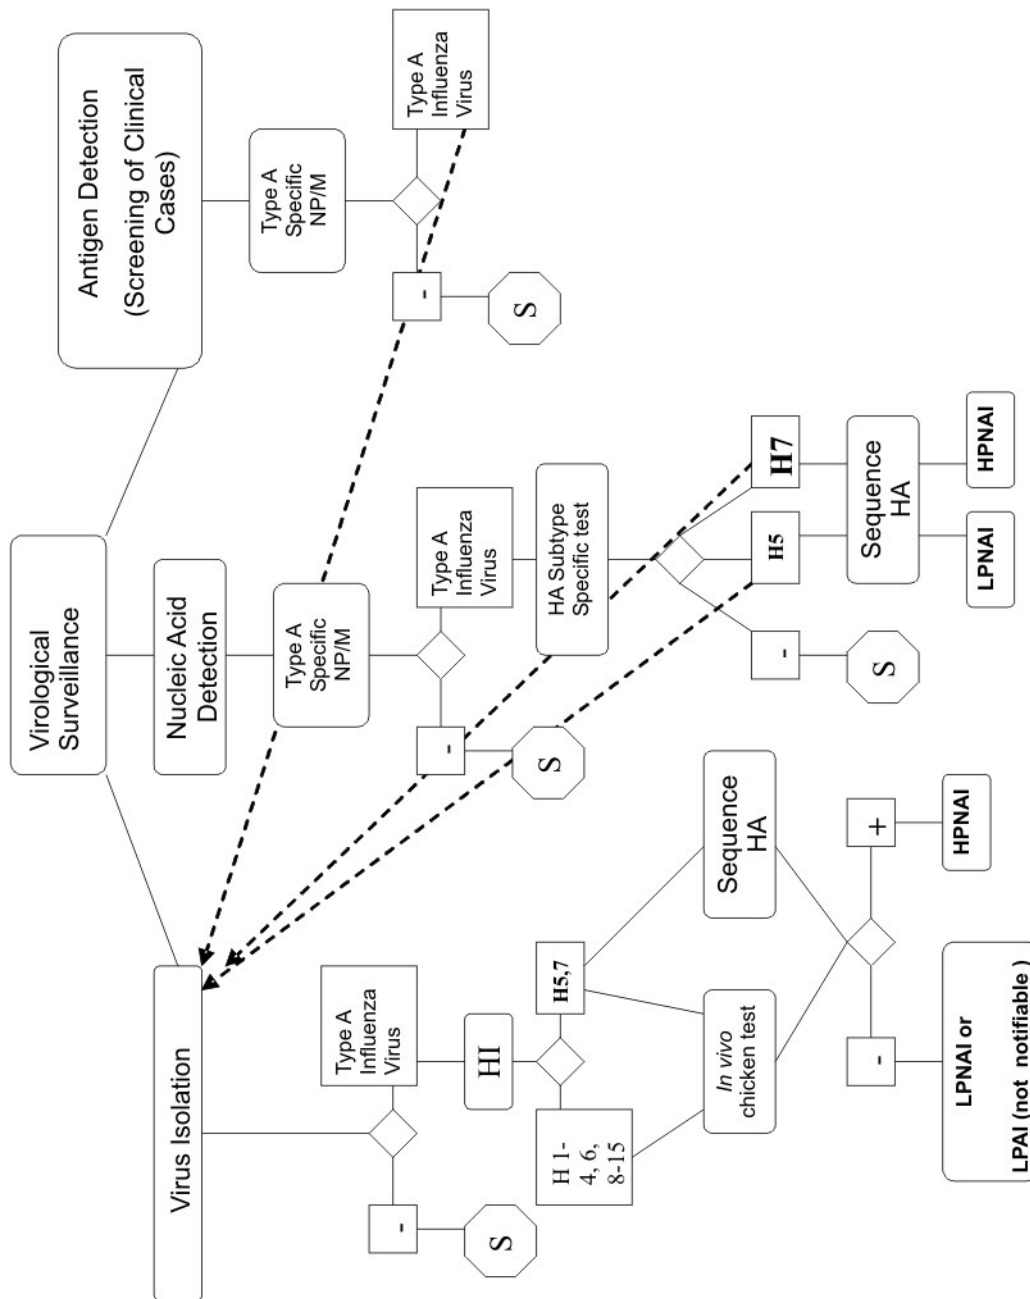 Virological
Surveillance
Virus Isolation
Nucleic Acid
Detection
Antigen Detection
(Screening of Clinical
Cases)
-
S
Type A
Influenza
Virus
HI
H 1-
4, 6,
8-15
H5,7
In vivo
chicken test
Sequence
HA
-
+
LPNAI or
LPAI (not notifiable )
HPNAI
Type A
Specific
NP/M
-
S
Type A
Influenza
Virus
HA Subtype
Specific test
-
S
H5
H7
Sequence
HA
LPNAI
HPNAI
Type A
Specific
NP/M
-
S
Type A
Influenza
Virus